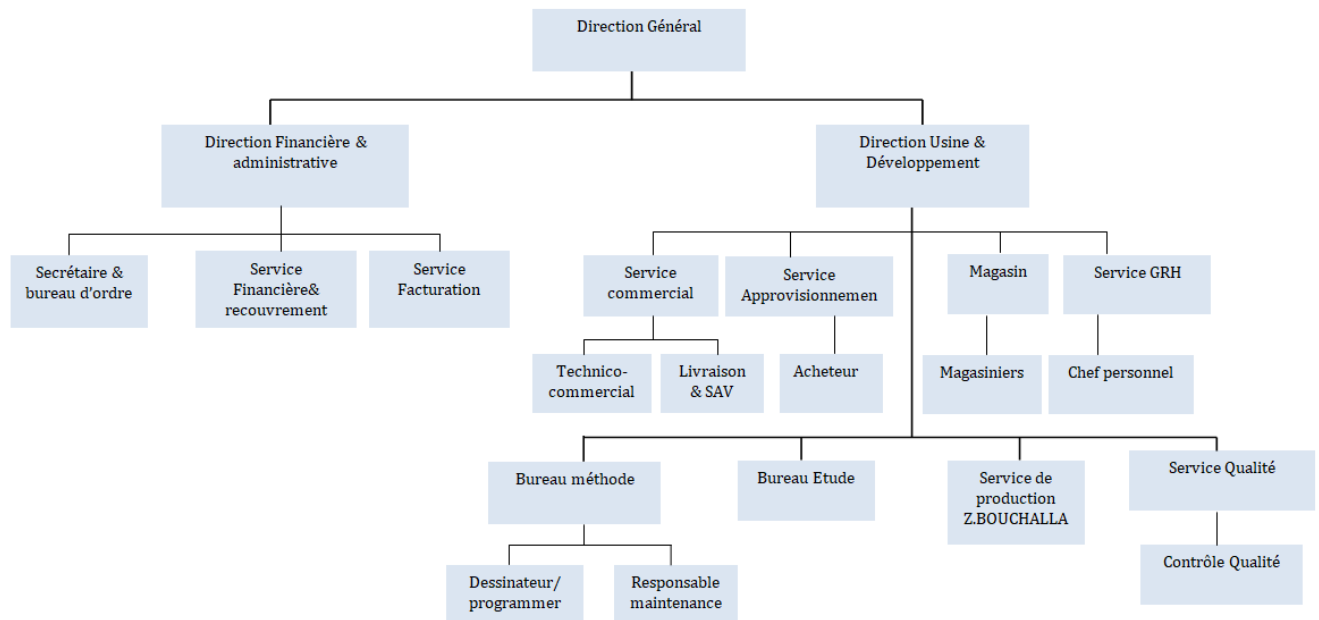 Direction Général
Direction Financière &
administrative
Direction Usine &
Développement
Secrétaire &
bureau d'ordre
Service
Financière&
recouvrement
Service
Facturation
Service
commercial
Service
Approvisionnemen
Magasin
Service GRH
Technico-
commercial
Livraison
& SAV
Acheteur
Magasiniers
Chef personnel
Bureau méthode
Bureau Etude
Service de
production
Z.BOUCHALLA
Service Qualité
Dessinateur/
programmer
Responsable
maintenance
Contrôle Qualité